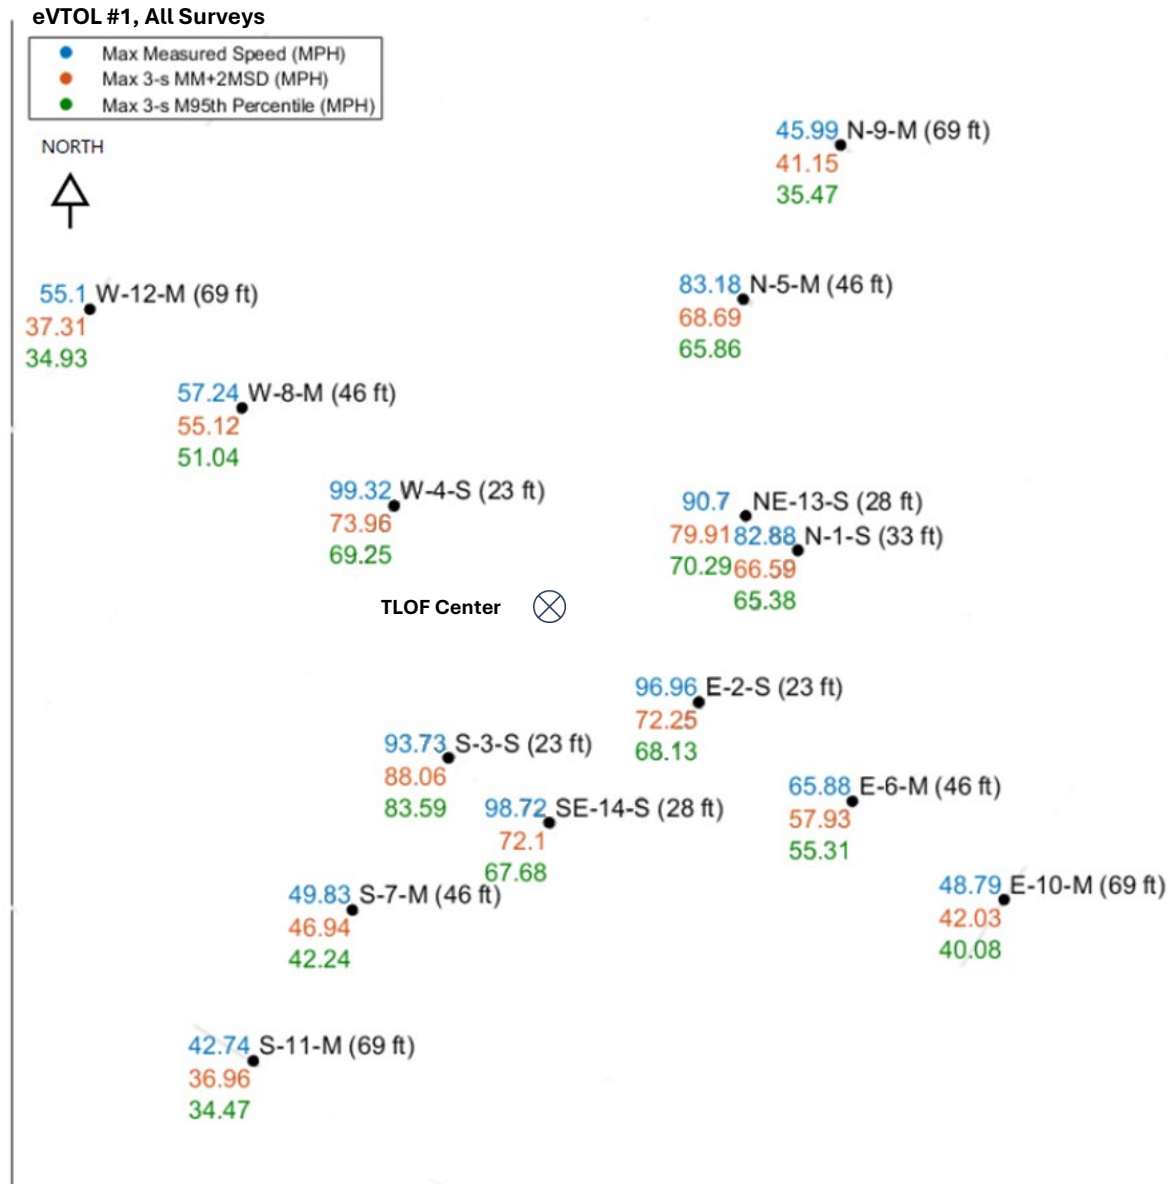 eVTOL #1, All Surveys
Max Measured Speed (MPH)
Max 3-s MM+2MSD (MPH)
Max 3-s M95th Percentile (MPH)
NORTH
45.99 N-9-M (69 ft)
41.15
35.47
83.18 N-5-M (46 ft)
68.69
65.86
55.1 W-12-M (69 ft)
37.31
34.93
57.24 W-8-M (46 ft)
55.12
51.04
99.32 W-4-S (23 ft)
73.96
69.25
90.7 NE-13-S (28 ft)
79.91
70.29
82.88 N-1-S (33 ft)
66.59
65.38
TLOF Center
96.96 E-2-S (23 ft)
72.25
68.13
93.73 S-3-S (23 ft)
88.06
83.59
98.72 SE-14-S (28 ft)
72.1
67.68
65.88 E-6-M (46 ft)
57.93
55.31
49.83 S-7-M (46 ft)
46.94
42.24
48.79 E-10-M (69 ft)
42.03
40.08
42.74 S-11-M (69 ft)
36.96
34.47